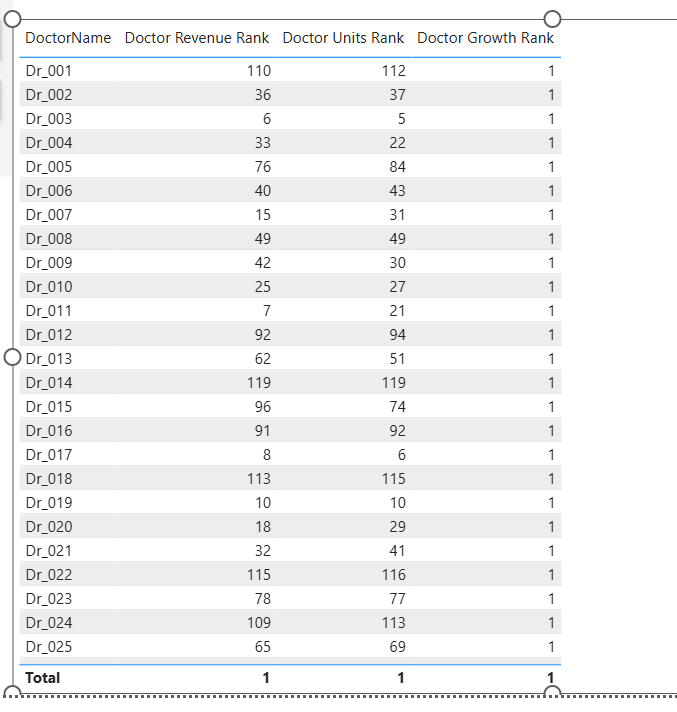 DoctorName Doctor Revenue Rank Doctor Units Rank Doctor Growth Rank
Dr_001 110 112 1
Dr_002 36 37 1
Dr_003 6 5 1
Dr_004 33 22 1
Dr_005 76 84 1
Dr_006 40 43 1
Dr_007 15 31 1
Dr_008 49 49 1
Dr_009 42 30 1
Dr_010 25 27 1
Dr_011 7 21 1
Dr_012 92 94 1
Dr_013 62 51 1
Dr_014 119 119 1
Dr_015 96 74 1
Dr_016 91 92 1
Dr_017 8 6 1
Dr_018 113 115 1
Dr_019 10 10 1
Dr_020 18 29 1
Dr_021 32 41 1
Dr_022 115 116 1
Dr_023 78 77 1
Dr_024 109 113 1
Dr_025 65 69 1
Total 1 1 1